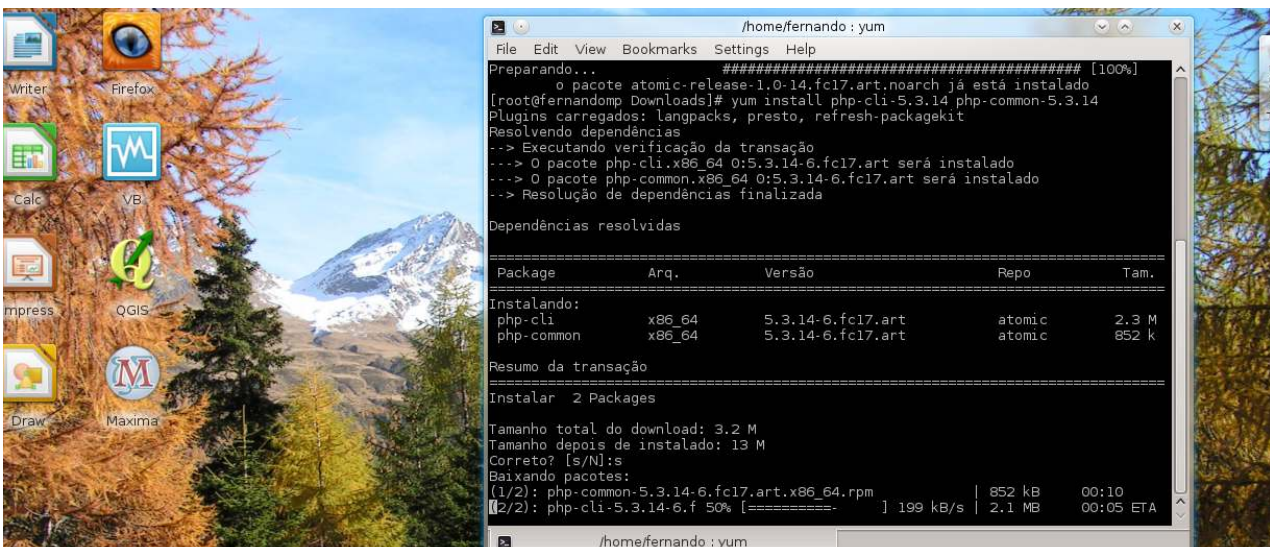 Writer
Firefox
Calc
VB
mpress
QGIS
Draw
Maxima
/home/fernando : yum
File Edit View Bookmarks Settings Help
Preparando... ########################################### [100%]
o pacote atomic-release-1.0-14.fc17.art.noarch já está instalado
[root@fernandomp Downloads]# yum install php-cli-5.3.14 php-common-5.3.14
Plugins carregados: langpacks, presto, refresh-packagekit
Resolvendo dependências
--> Executando verificação da transação
---> O pacote php-cli.x86_64 0:5.3.14-6.fc17.art será instalado
---> O pacote php-common.x86_64 0:5.3.14-6.fc17.art será instalado
--> Resolução de dependências finalizada
Dependências resolvidas
================================================================================
Package Arq. Versão Repo Tam.
================================================================================
Instalando:
php-cli x86_64 5.3.14-6.fc17.art atomic 2.3 M
php-common x86_64 5.3.14-6.fc17.art atomic 852 k
Resumo da transação
================================================================================
Instalar 2 Packages
Tamanho total do download: 3.2 M
Tamanho depois de instalado: 13 M
Correto? [s/N]:s
Baixando pacotes:
(1/2): php-common-5.3.14-6.fc17.art.x86_64.rpm | 852 kB 00:10
(2/2): php-cli-5.3.14-6.f 50% [==========- ] 199 kB/s | 2.1 MB 00:05 ETA
/home/fernando : yum